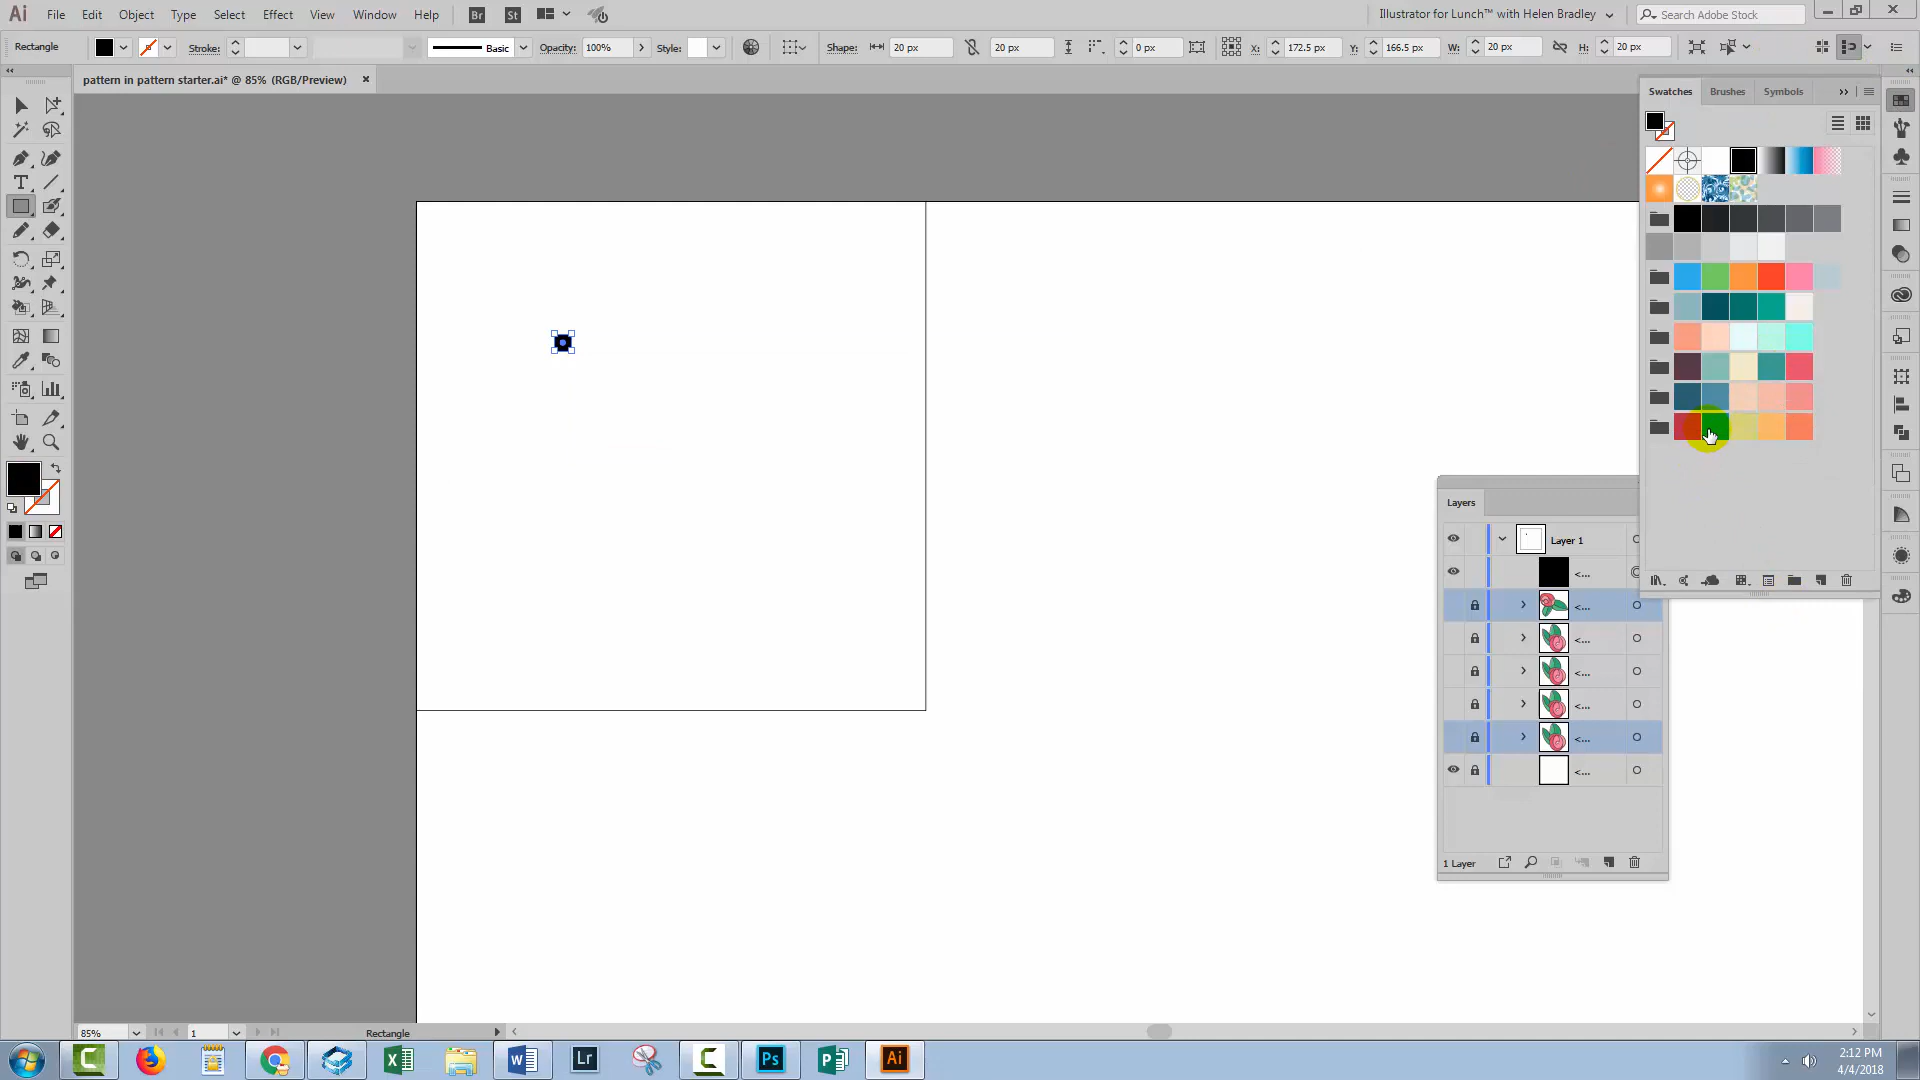 Ai File Edit Object Type Select Effect View Window Help Br St Illustrator for Lunch™ with Helen Bradley Search Adobe Stock
Rectangle Stroke: Basic Opacity: 100% Style: Shape: 20 px 20 px 0 px X: 172.5 px Y: 166.5 px W: 20 px H: 20 px
pattern in pattern starter.ai* @ 85% (RGB/Preview)
Swatches Brushes Symbols
Layers
Layer 1
<...
<...
<...
<...
<...
<...
<...
1 Layer
85% 1 Rectangle
Lr Ps Ai
2:12 PM
4/4/2018